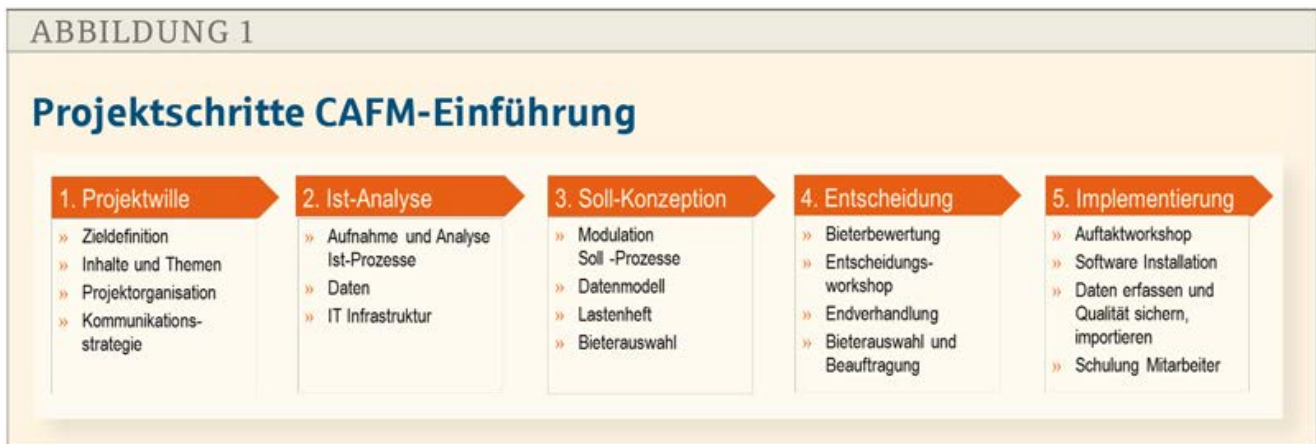 ABBILDUNG 1
Projektschritte CAFM-Einführung
1. Projektwille
» Zieldefinition
» Inhalte und Themen
» Projektorganisation
» Kommunikations-
strategie
2. Ist-Analyse
» Aufnahme und Analyse
Ist-Prozesse
» Daten
» IT Infrastruktur
3. Soll-Konzeption
» Modulation
Soll -Prozesse
» Datenmodell
» Lastenheft
» Bieterauswahl
4. Entscheidung
» Bieterbewertung
» Entscheidungs-
workshop
» Endverhandlung
» Bieterauswahl und
Beauftragung
5. Implementierung
» Auftaktworkshop
» Software Installation
» Daten erfassen und
Qualität sichern,
importieren
» Schulung Mitarbeiter